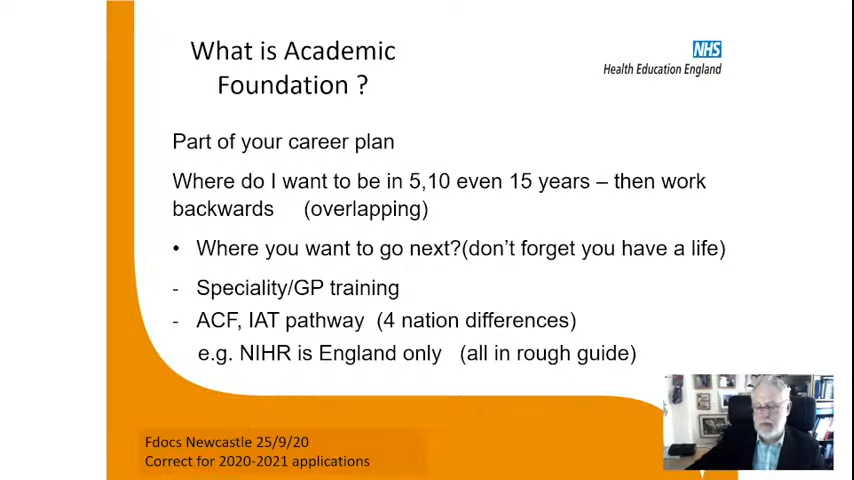 What is Academic
Foundation ?
NHS
Health Education England
Part of your career plan
Where do I want to be in 5,10 even 15 years – then work
backwards (overlapping)
• Where you want to go next?(don't forget you have a life)
- Speciality/GP training
- ACF, IAT pathway (4 nation differences)
e.g. NIHR is England only (all in rough guide)
Fdocs Newcastle 25/9/20
Correct for 2020-2021 applications